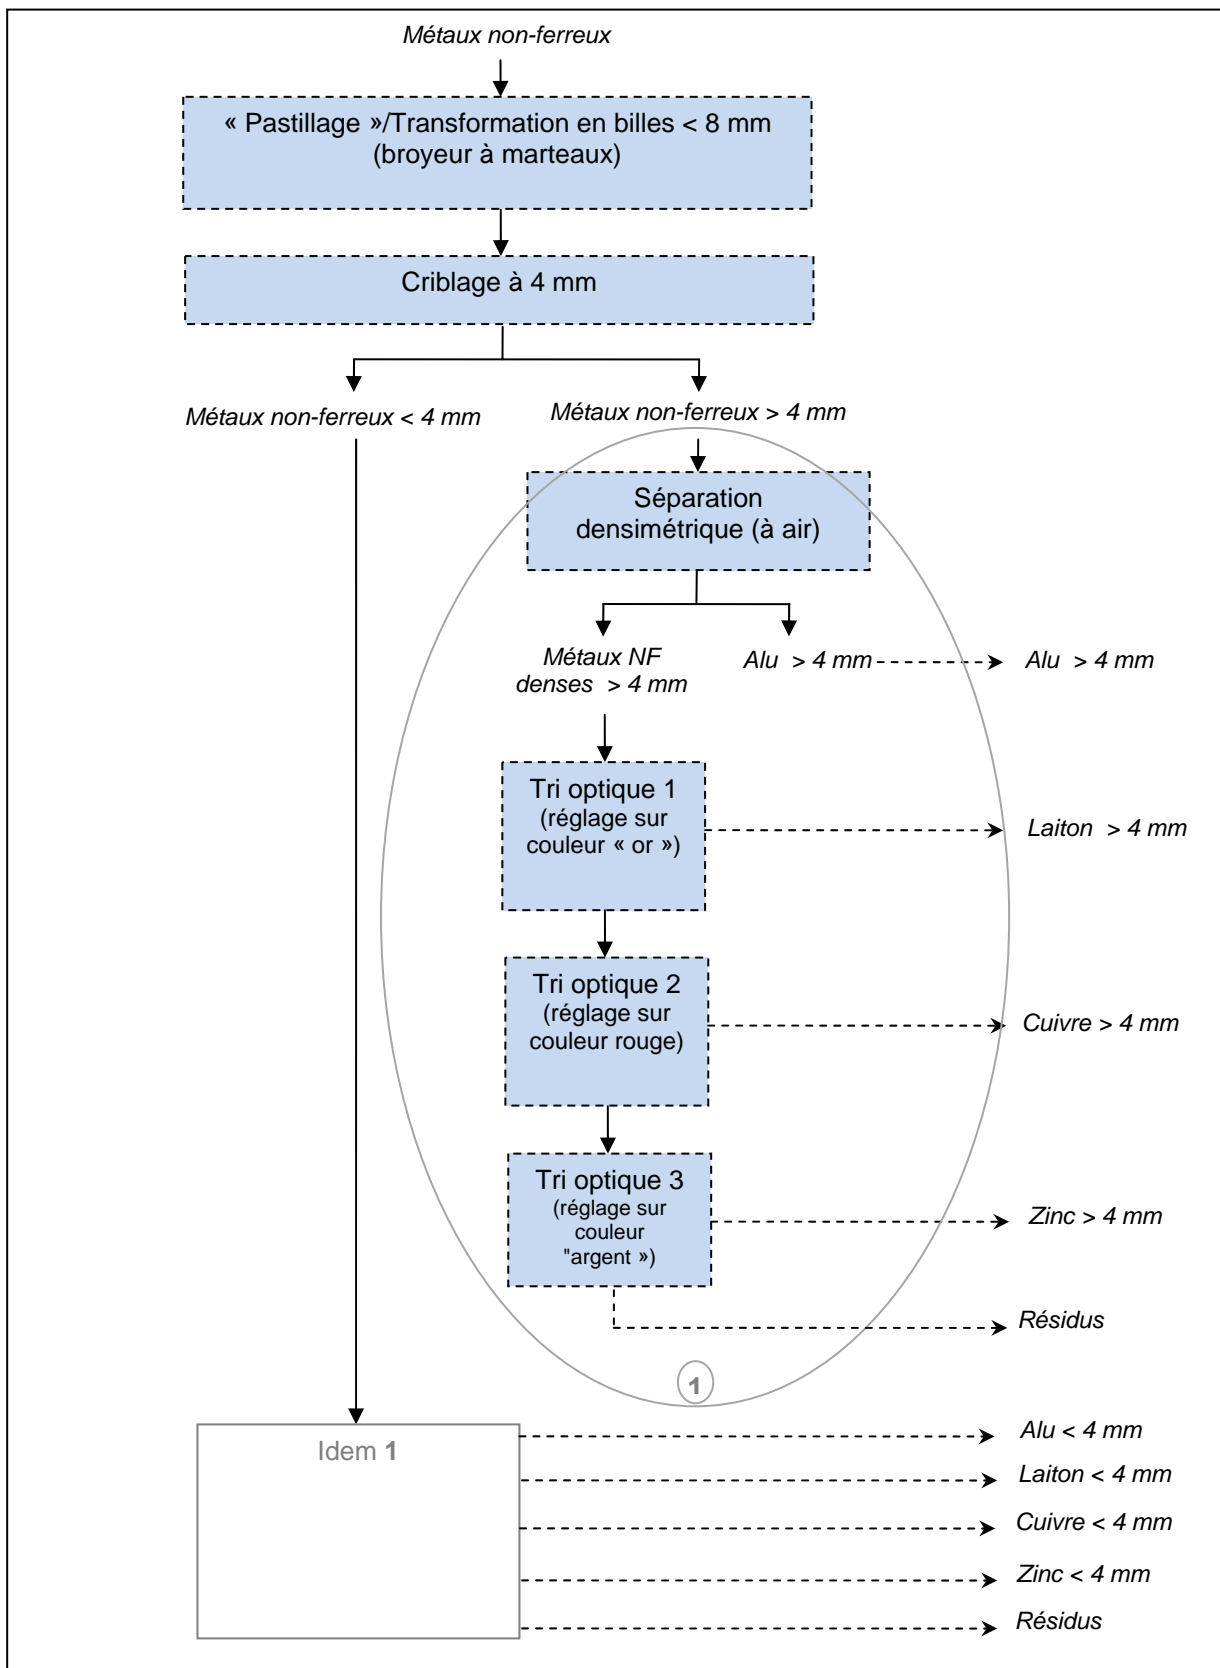 Métaux non-ferreux
« Pastillage »/Transformation en billes < 8 mm
(broyeur à marteaux)
Criblage à 4 mm
Métaux non-ferreux < 4 mm
Métaux non-ferreux > 4 mm
Séparation
densimétrique (à air)
Métaux NF
denses > 4 mm
Alu > 4 mm
Alu > 4 mm
Tri optique 1
(réglage sur
couleur « or »)
Laiton > 4 mm
Tri optique 2
(réglage sur
couleur rouge)
Cuivre > 4 mm
Tri optique 3
(réglage sur
couleur
"argent »)
Zinc > 4 mm
Résidus
1
Idem 1
Alu < 4 mm
Laiton < 4 mm
Cuivre < 4 mm
Zinc < 4 mm
Résidus